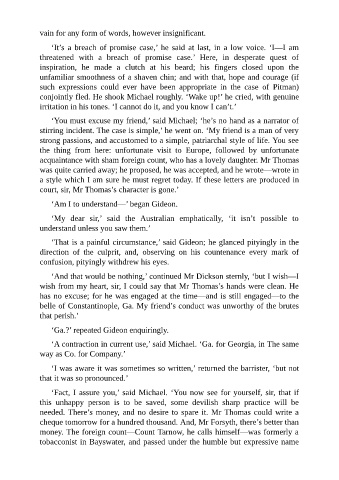 vain for any form of words, however insignificant.
‘It’s a breach of promise case,’ he said at last, in a low voice. ‘I—I am
threatened with a breach of promise case.’ Here, in desperate quest of
inspiration, he made a clutch at his beard; his fingers closed upon the
unfamiliar smoothness of a shaven chin; and with that, hope and courage (if
such expressions could ever have been appropriate in the case of Pitman)
conjointly fled. He shook Michael roughly. ‘Wake up!’ he cried, with genuine
irritation in his tones. ‘I cannot do it, and you know I can’t.’
‘You must excuse my friend,’ said Michael; ‘he’s no hand as a narrator of
stirring incident. The case is simple,’ he went on. ‘My friend is a man of very
strong passions, and accustomed to a simple, patriarchal style of life. You see
the thing from here: unfortunate visit to Europe, followed by unfortunate
acquaintance with sham foreign count, who has a lovely daughter. Mr Thomas
was quite carried away; he proposed, he was accepted, and he wrote—wrote in
a style which I am sure he must regret today. If these letters are produced in
court, sir, Mr Thomas’s character is gone.’
‘Am I to understand—’ began Gideon.
‘My dear sir,’ said the Australian emphatically, ‘it isn’t possible to
understand unless you saw them.’
‘That is a painful circumstance,’ said Gideon; he glanced pityingly in the
direction of the culprit, and, observing on his countenance every mark of
confusion, pityingly withdrew his eyes.
‘And that would be nothing,’ continued Mr Dickson sternly, ‘but I wish—I
wish from my heart, sir, I could say that Mr Thomas’s hands were clean. He
has no excuse; for he was engaged at the time—and is still engaged—to the
belle of Constantinople, Ga. My friend’s conduct was unworthy of the brutes
that perish.’
‘Ga.?’ repeated Gideon enquiringly.
‘A contraction in current use,’ said Michael. ‘Ga. for Georgia, in The same
way as Co. for Company.’
‘I was aware it was sometimes so written,’ returned the barrister, ‘but not
that it was so pronounced.’
‘Fact, I assure you,’ said Michael. ‘You now see for yourself, sir, that if
this unhappy person is to be saved, some devilish sharp practice will be
needed. There’s money, and no desire to spare it. Mr Thomas could write a
cheque tomorrow for a hundred thousand. And, Mr Forsyth, there’s better than
money. The foreign count—Count Tarnow, he calls himself—was formerly a
tobacconist in Bayswater, and passed under the humble but expressive name